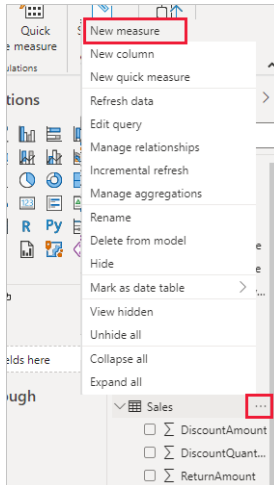 Quick
e measure
ulations
New measure
New column
New quick measure
Refresh data
Edit query
Manage relationships
Incremental refresh
Manage aggregations
Rename
Delete from model
Hide
Mark as date table
View hidden
Unhide all
Collapse all
Expand all
tions
123
R Py
elds here
ough
Sales
DiscountAmount
DiscountQuant...
ReturnAmount